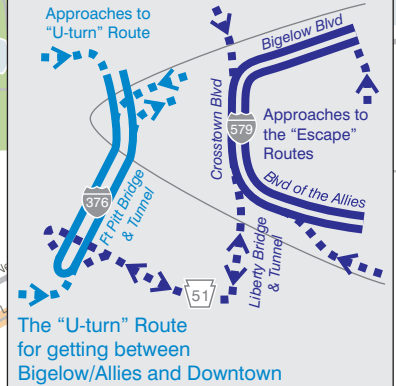 Approaches to
"U-turn" Route
Bigelow Blvd
Crosstown Blvd
579
Approaches to
the "Escape"
Routes
Blvd of the Allies
376
Ft Pitt Bridge
& Tunnel
Liberty Bridge
& Tunnel
51
The "U-turn" Route
for getting between
Bigelow/Allies and Downtown